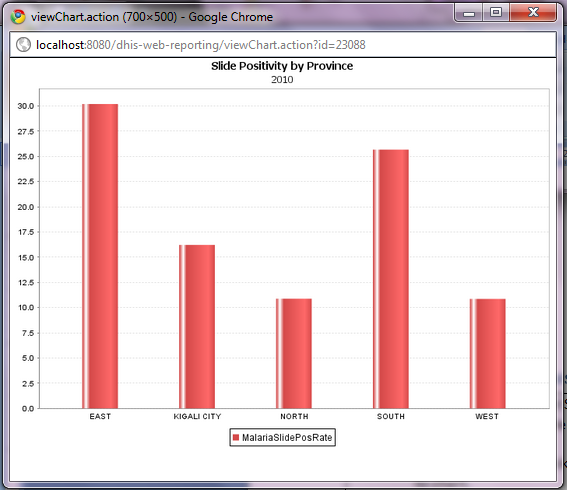 viewChart.action (700×500) - Google Chrome
localhost:8080/dhis-web-reporting/viewChart.action?id=23088
Slide Positivity by Province
2010
30.0
27.5
25.0
22.5
20.0
17.5
15.0
12.5
10.0
7.5
5.0
2.5
0.0
EAST KIGALI CITY NORTH SOUTH WEST
MalariaSlidePosRate